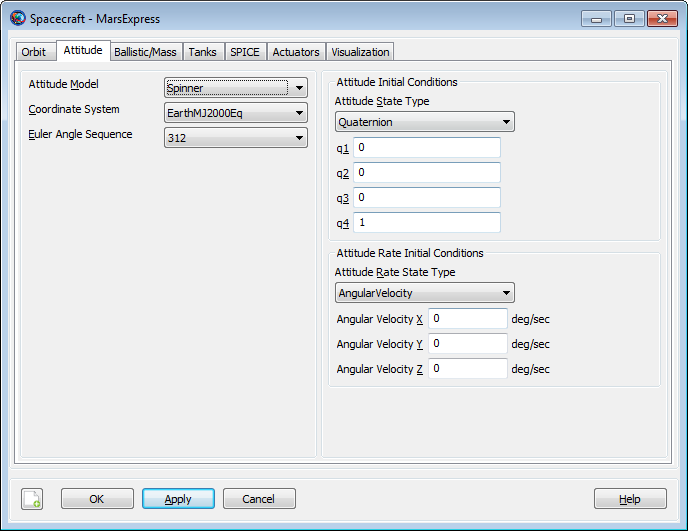 Spacecraft - MarsExpress
Orbit Attitude Ballistic/Mass Tanks SPICE Actuators Visualization
Attitude Model Spinner
Coordinate System EarthMJ2000Eq
Euler Angle Sequence 312
Attitude Initial Conditions
Attitude State Type
Quaternion
q1 0
q2 0
q3 0
q4 1
Attitude Rate Initial Conditions
Attitude Rate State Type
AngularVelocity
Angular Velocity X 0 deg/sec
Angular Velocity Y 0 deg/sec
Angular Velocity Z 0 deg/sec
OK Apply Cancel Help